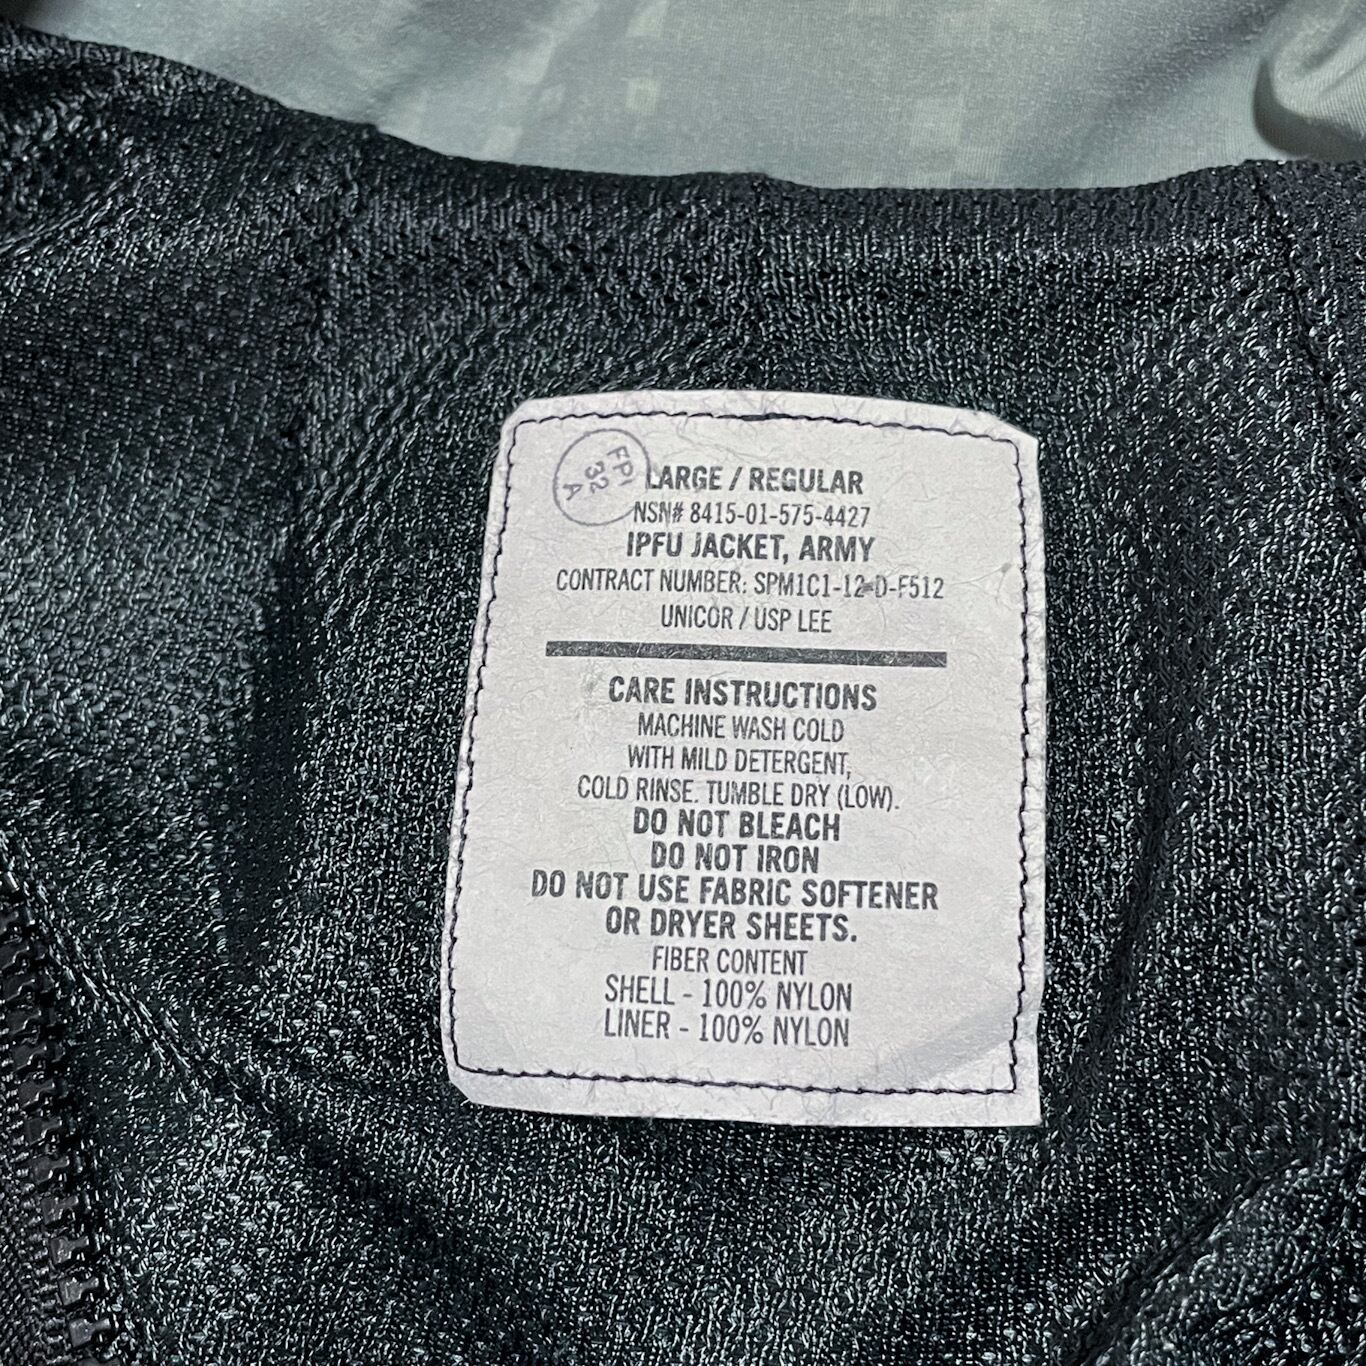 FPI
32
A
LARGE / REGULAR
NSN# 8415-01-575-4427
IPFU JACKET, ARMY
CONTRACT NUMBER: SPM1C1-12-D-F512
UNICOR / USP LEE
CARE INSTRUCTIONS
MACHINE WASH COLD
WITH MILD DETERGENT,
COLD RINSE. TUMBLE DRY (LOW).
DO NOT BLEACH
DO NOT IRON
DO NOT USE FABRIC SOFTENER
OR DRYER SHEETS.
FIBER CONTENT
SHELL - 100% NYLON
LINER - 100% NYLON